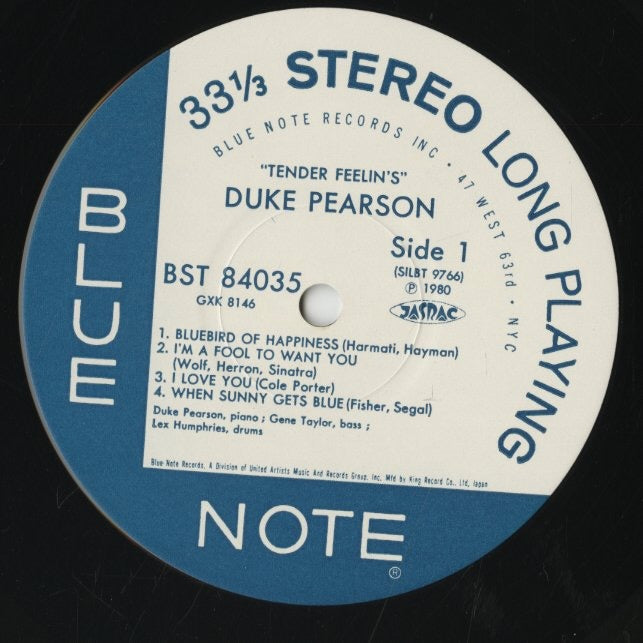 33⅓ STEREO LONG PLAYING
BLUE NOTE RECORDS INC • 47 WEST 63rd • NYC
"TENDER FEELIN'S"
DUKE PEARSON
Side 1
BST 84035
(SILBT 9766)
GXK 8146
Ⓟ 1980
JASRAC
1. BLUEBIRD OF HAPPINESS (Harmati, Hayman)
2. I'M A FOOL TO WANT YOU
(Wolf, Herron, Sinatra)
3. I LOVE YOU (Cole Porter)
4. WHEN SUNNY GETS BLUE (Fisher, Segal)
Duke Pearson, piano ; Gene Taylor, bass ;
Lex Humphries, drums
Blue Note Records, A Division of United Artists Music And Records Group, Inc. Mfd by King Record Co., Ltd, Japan
BLUE
NOTE®